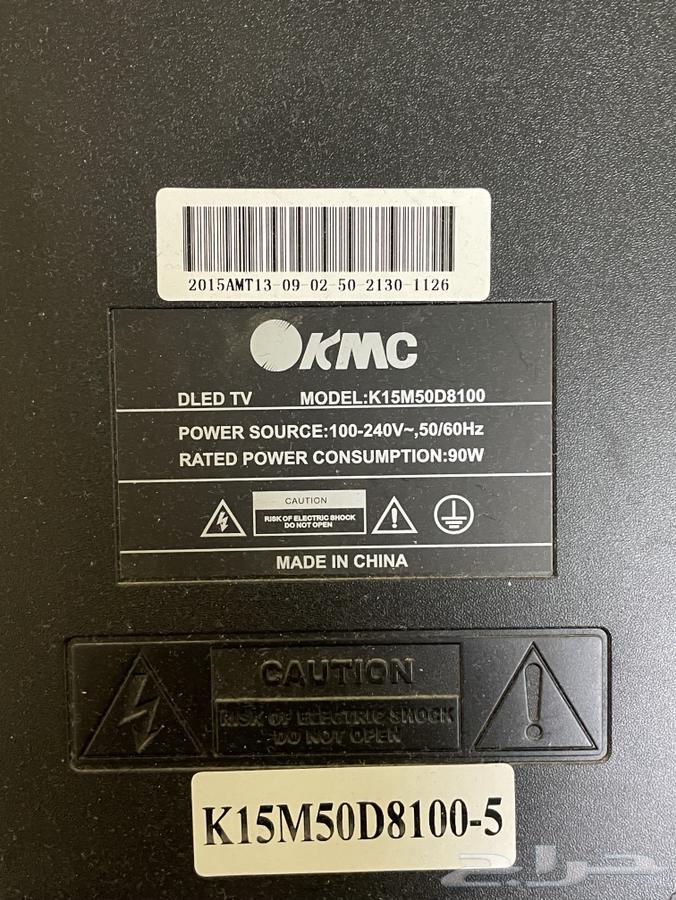 2015AMT13-09-02-50-2130-1126
KMC
DLED TV MODEL:K15M50D8100
POWER SOURCE:100-240V~,50/60Hz
RATED POWER CONSUMPTION:90W
CAUTION
RISK OF ELECTRIC SHOCK
DO NOT OPEN
MADE IN CHINA
CAUTION
RISK OF ELECTRIC SHOCK
DO NOT OPEN
K15M50D8100-5
حراج